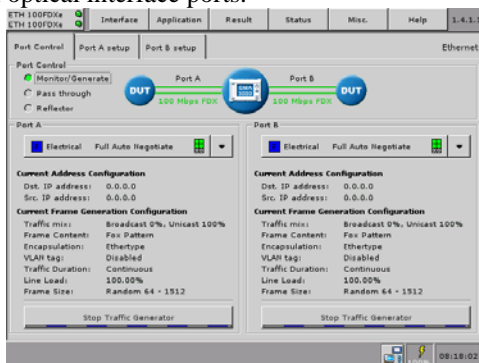 optical interface ports.
ETH 100FDXe
ETH 100FDXe
Interface Application Result Status Misc. Help 1.4.1.
Port Control Port A setup Port B setup Ethernet
Port Control
Monitor/Generate
Pass through
Reflector
Port A Port B
DUT DUT
100 Mbps FDX 100 Mbps FDX
Port A
Electrical Full Auto Negotiate
Current Address Configuration
Dst. IP address: 0.0.0.0
Src. IP address: 0.0.0.0
Current Frame Generation Configuration
Traffic mix: Broadcast 0%, Unicast 100%
Frame Content: Fox Pattern
Encapsulation: Ethertype
VLAN tag: Disabled
Traffic Duration: Continuous
Line Load: 100.00%
Frame Size: Random 64 - 1512
Stop Traffic Generator
Port B
Electrical Full Auto Negotiate
Current Address Configuration
Dst. IP address: 0.0.0.0
Src. IP address: 0.0.0.0
Current Frame Generation Configuration
Traffic mix: Broadcast 0%, Unicast 100%
Frame Content: Fox Pattern
Encapsulation: Ethertype
VLAN tag: Disabled
Traffic Duration: Continuous
Line Load: 100.00%
Frame Size: Random 64 - 1512
Stop Traffic Generator
100%
08:18:02